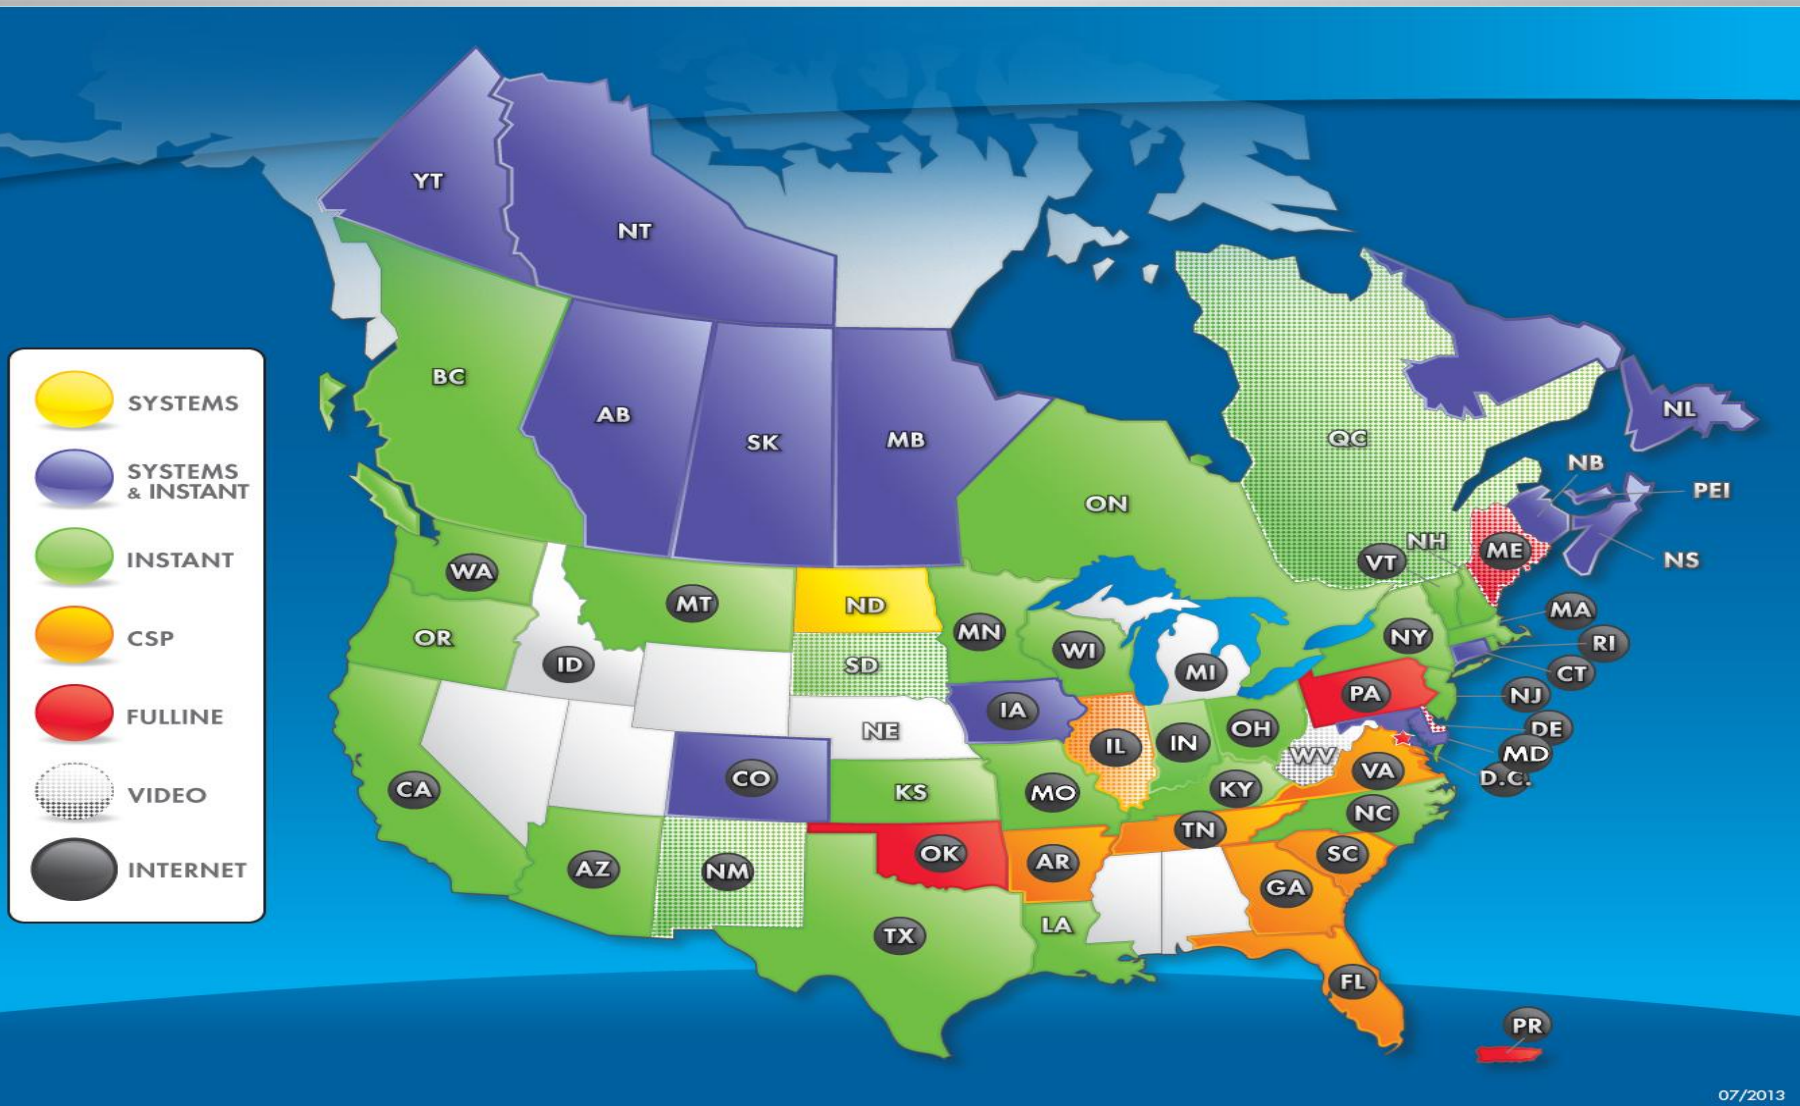 YT
NT
BC
AB
SK
MB
ON
QC
NL
NB
PEI
NS
NH
VT
ME
WA
MT
ND
MN
OR
ID
SD
WI
MI
NY
MA
RI
CT
NJ
DE
MD
D.C.
PA
IA
NE
IL
IN
OH
WV
VA
CA
CO
KS
MO
KY
NC
TN
AZ
NM
OK
AR
SC
GA
TX
LA
FL
PR
SYSTEMS
SYSTEMS
& INSTANT
INSTANT
CSP
FULLINE
VIDEO
INTERNET
07/2013